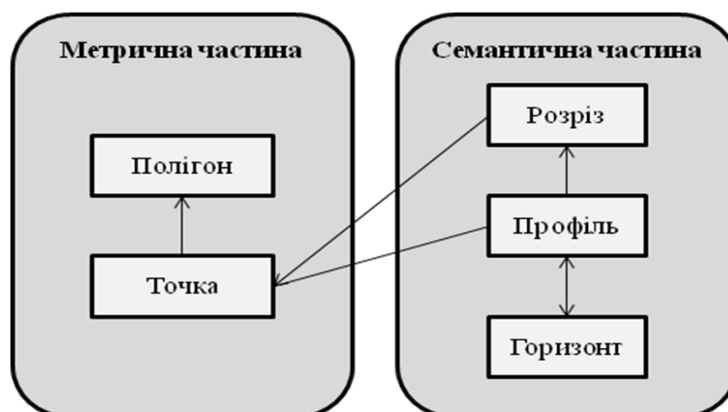 Метрична частина
Полігон
Точка
Семантична частина
Розріз
Профіль
Горизонт